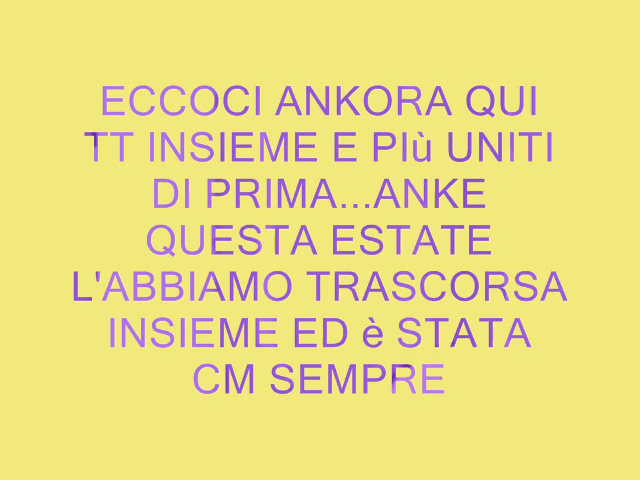 ECCOCI ANKORA QUI
TT INSIEME E PIù UNITI
DI PRIMA...ANKE
QUESTA ESTATE
L'ABBIAMO TRASCORSA
INSIEME ED è STATA
CM SEMPRE